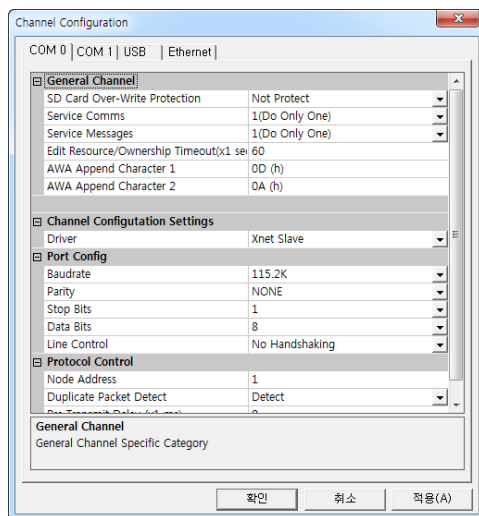 Channel Configuration
COM 0 COM 1 USB Ethernet
General Channel
SD Card Over-Write Protection Not Protect
Service Comms 1(Do Only One)
Service Messages 1(Do Only One)
Edit Resource/Ownership Timeout(x1 se 60
AWA Append Character 1 0D (h)
AWA Append Character 2 0A (h)
Channel Configutation Settings
Driver Xnet Slave
Port Config
Baudrate 115.2K
Parity NONE
Stop Bits 1
Data Bits 8
Line Control No Handshaking
Protocol Control
Node Address 1
Duplicate Packet Detect Detect
General Channel
General Channel Specific Category
확인 취소 적용(A)